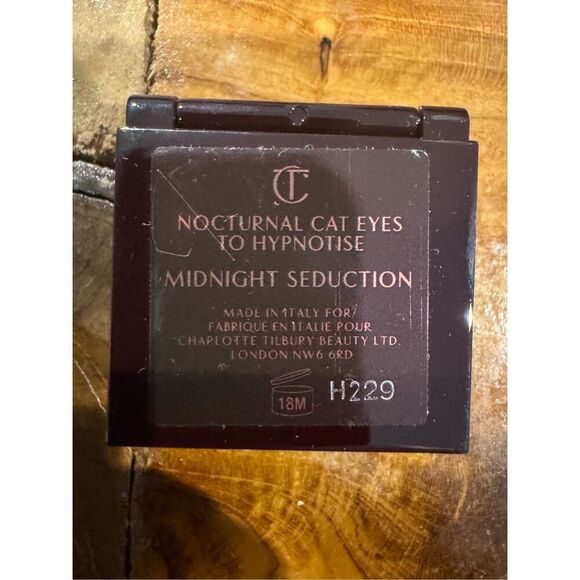 CT
NOCTURNAL CAT EYES
TO HYPNOTISE
MIDNIGHT SEDUCTION
MADE IN ITALY FOR/
FABRIQUE EN ITALIE POUR
CHARLOTTE TILBURY BEAUTY LTD.
LONDON NW6 6RD
18M H229